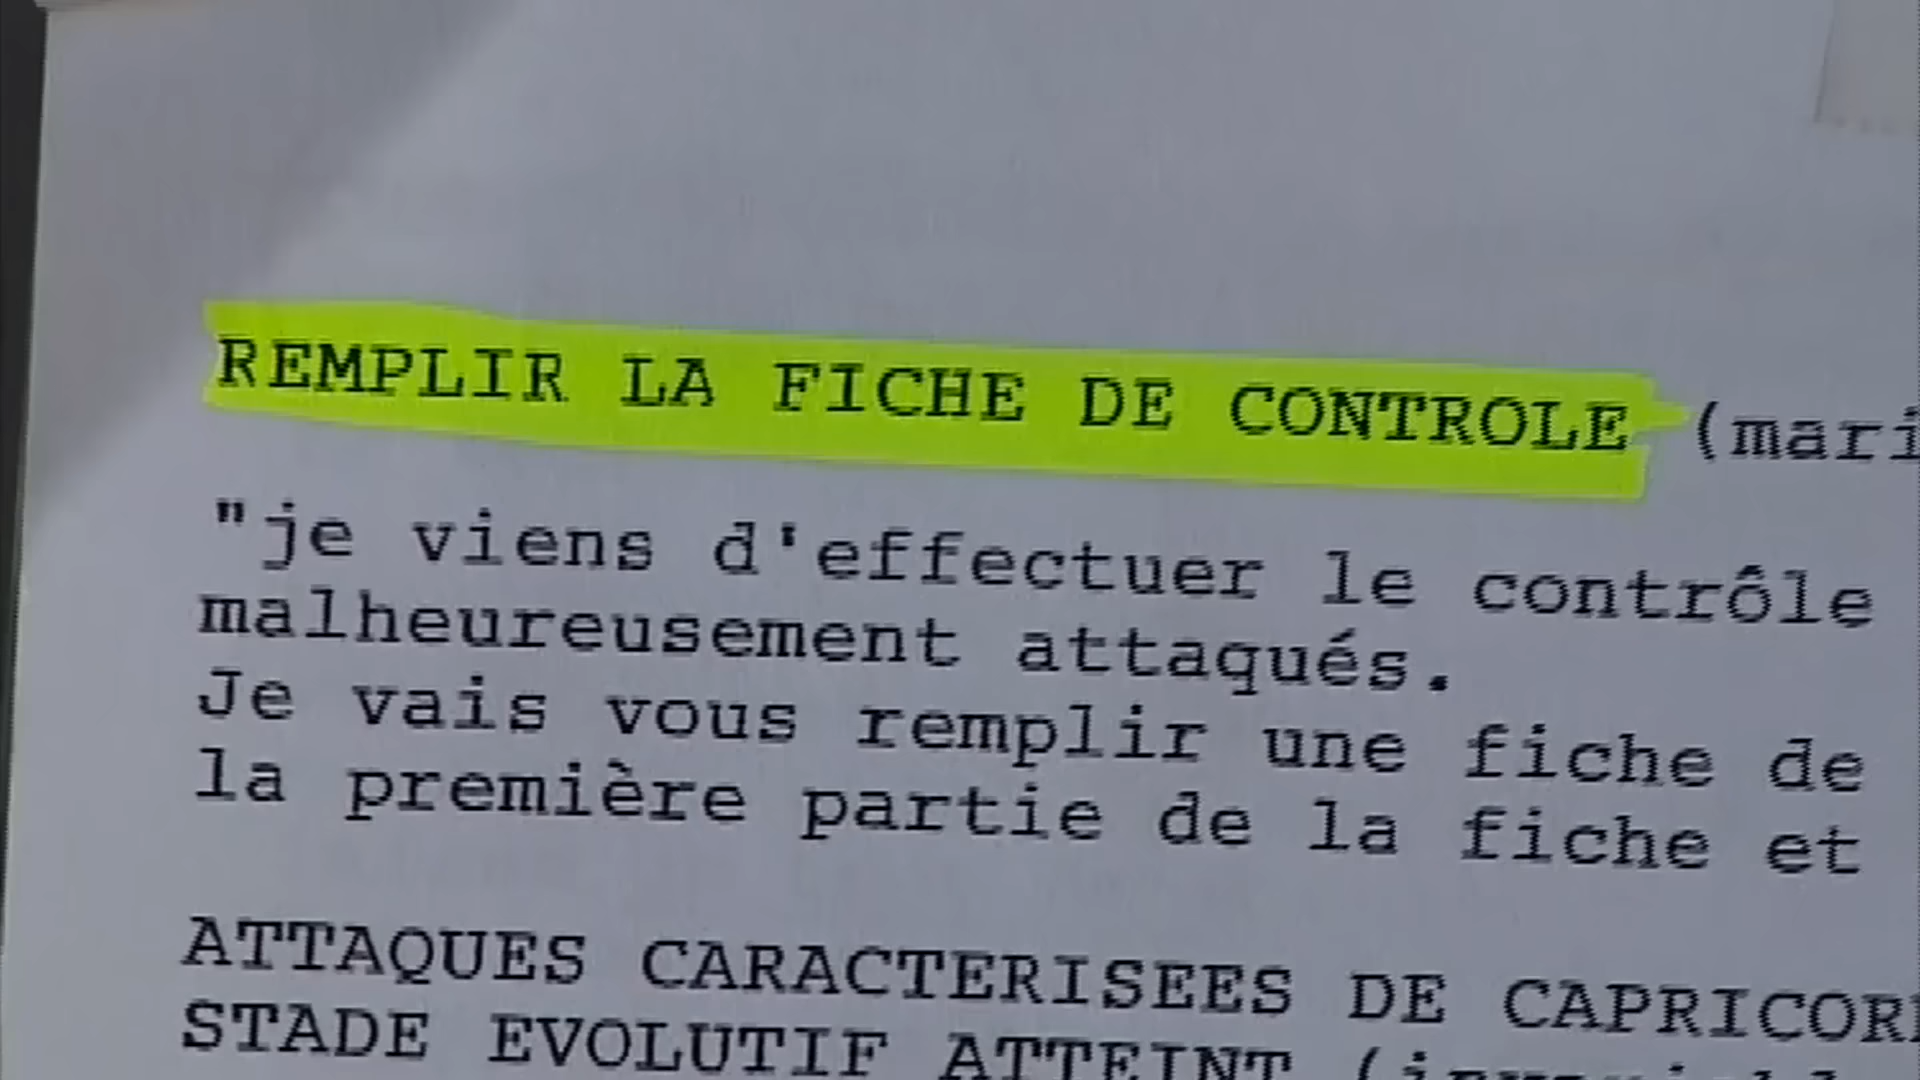 REMPLIR LA FICHE DE CONTROLE (mari
"je viens d'effectuer le contrôle
malheureusement attaqués.
Je vais vous remplir une fiche de
la première partie de la fiche et
ATTAQUES CARACTERISEES DE CAPRICOR
STADE EVOLUTIF ATTEINT